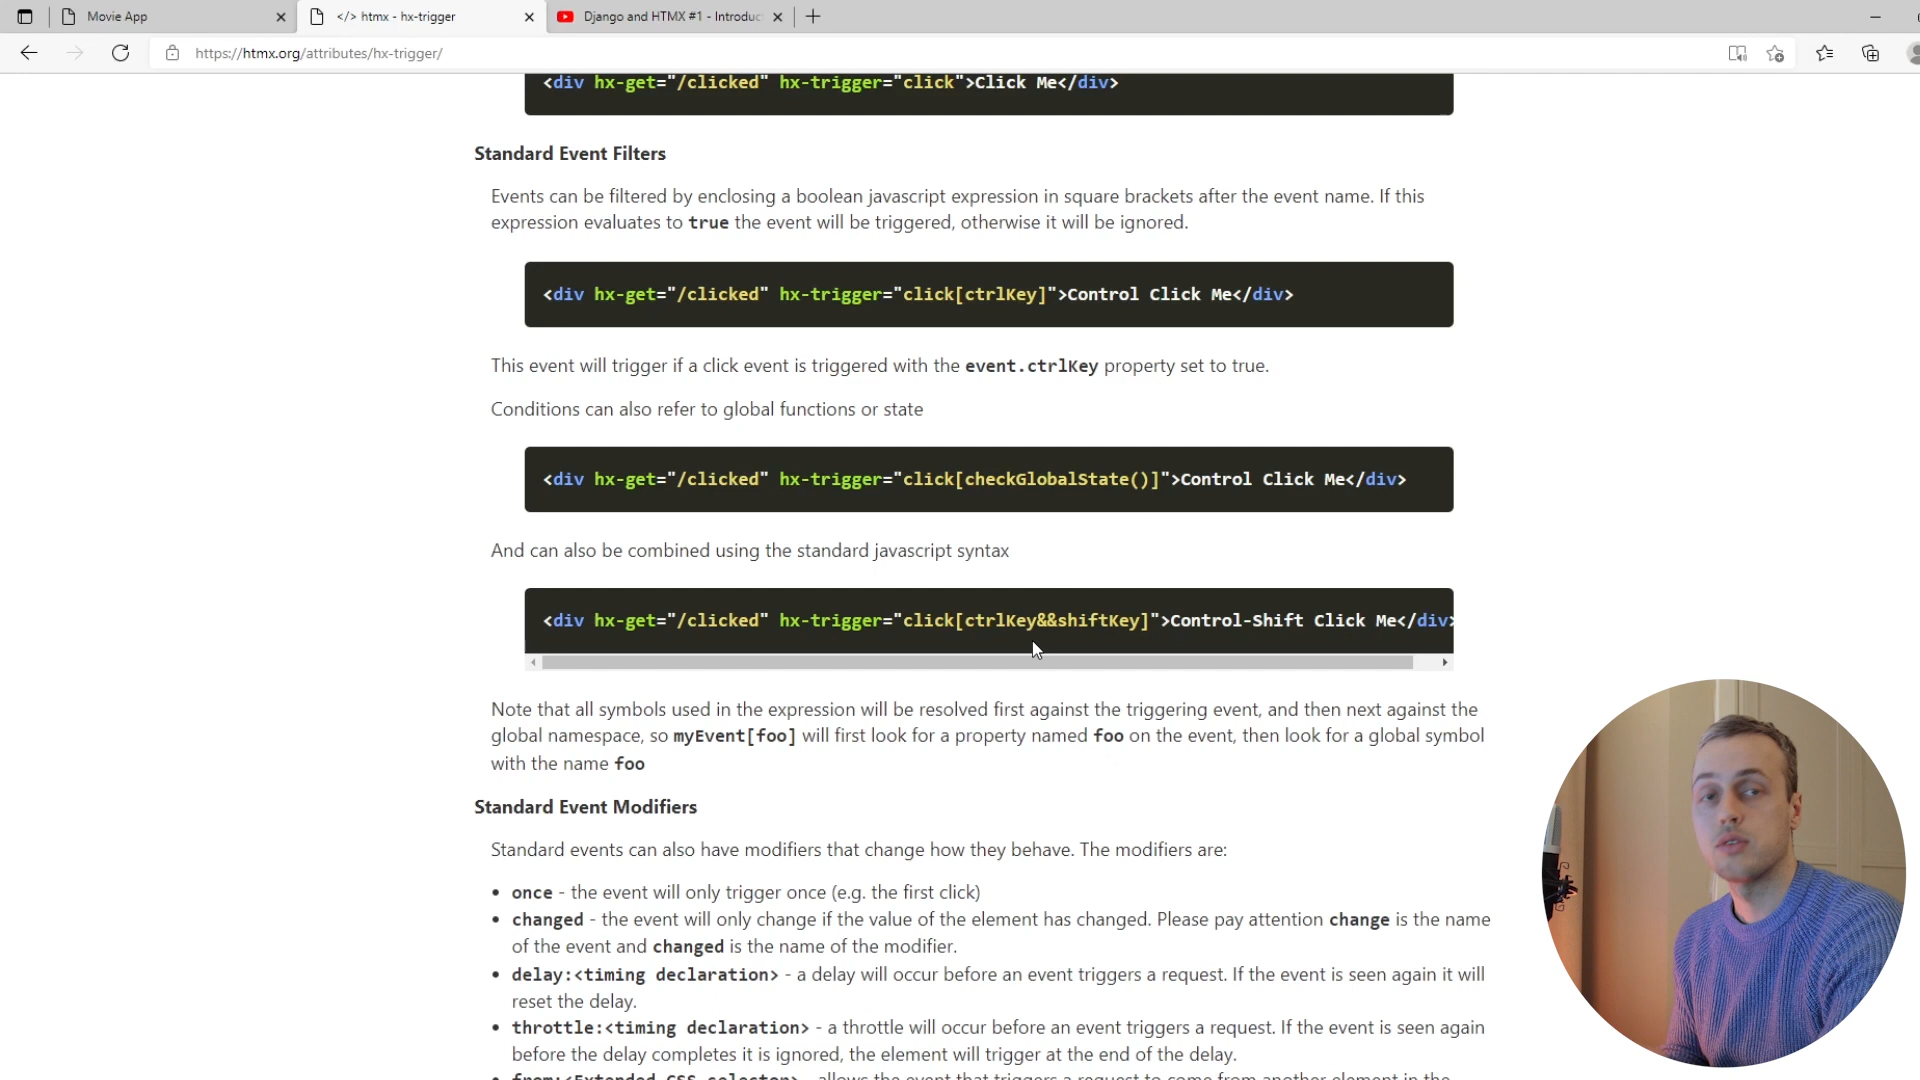 Movie App
</> htmx - hx-trigger
Django and HTMX #1 - Introduc
https://htmx.org/attributes/hx-trigger/
<div hx-get="/clicked" hx-trigger="click">Click Me</div>
Standard Event Filters
Events can be filtered by enclosing a boolean javascript expression in square brackets after the event name. If this
expression evaluates to true the event will be triggered, otherwise it will be ignored.
<div hx-get="/clicked" hx-trigger="click[ctrlKey]">Control Click Me</div>
This event will trigger if a click event is triggered with the event.ctrlKey property set to true.
Conditions can also refer to global functions or state
<div hx-get="/clicked" hx-trigger="click[checkGlobalState()]">Control Click Me</div>
And can also be combined using the standard javascript syntax
<div hx-get="/clicked" hx-trigger="click[ctrlKey&&shiftKey]">Control-Shift Click Me</div>
Note that all symbols used in the expression will be resolved first against the triggering event, and then next against the
global namespace, so myEvent[foo] will first look for a property named foo on the event, then look for a global symbol
with the name foo
Standard Event Modifiers
Standard events can also have modifiers that change how they behave. The modifiers are:
• once - the event will only trigger once (e.g. the first click)
• changed - the event will only change if the value of the element has changed. Please pay attention change is the name
of the event and changed is the name of the modifier.
• delay:<timing declaration> - a delay will occur before an event triggers a request. If the event is seen again it will
reset the delay.
• throttle:<timing declaration> - a throttle will occur before an event triggers a request. If the event is seen again
before the delay completes it is ignored, the element will trigger at the end of the delay.
• from:<Extended CSS selector> - allows the event that triggers a request to come from another element in the